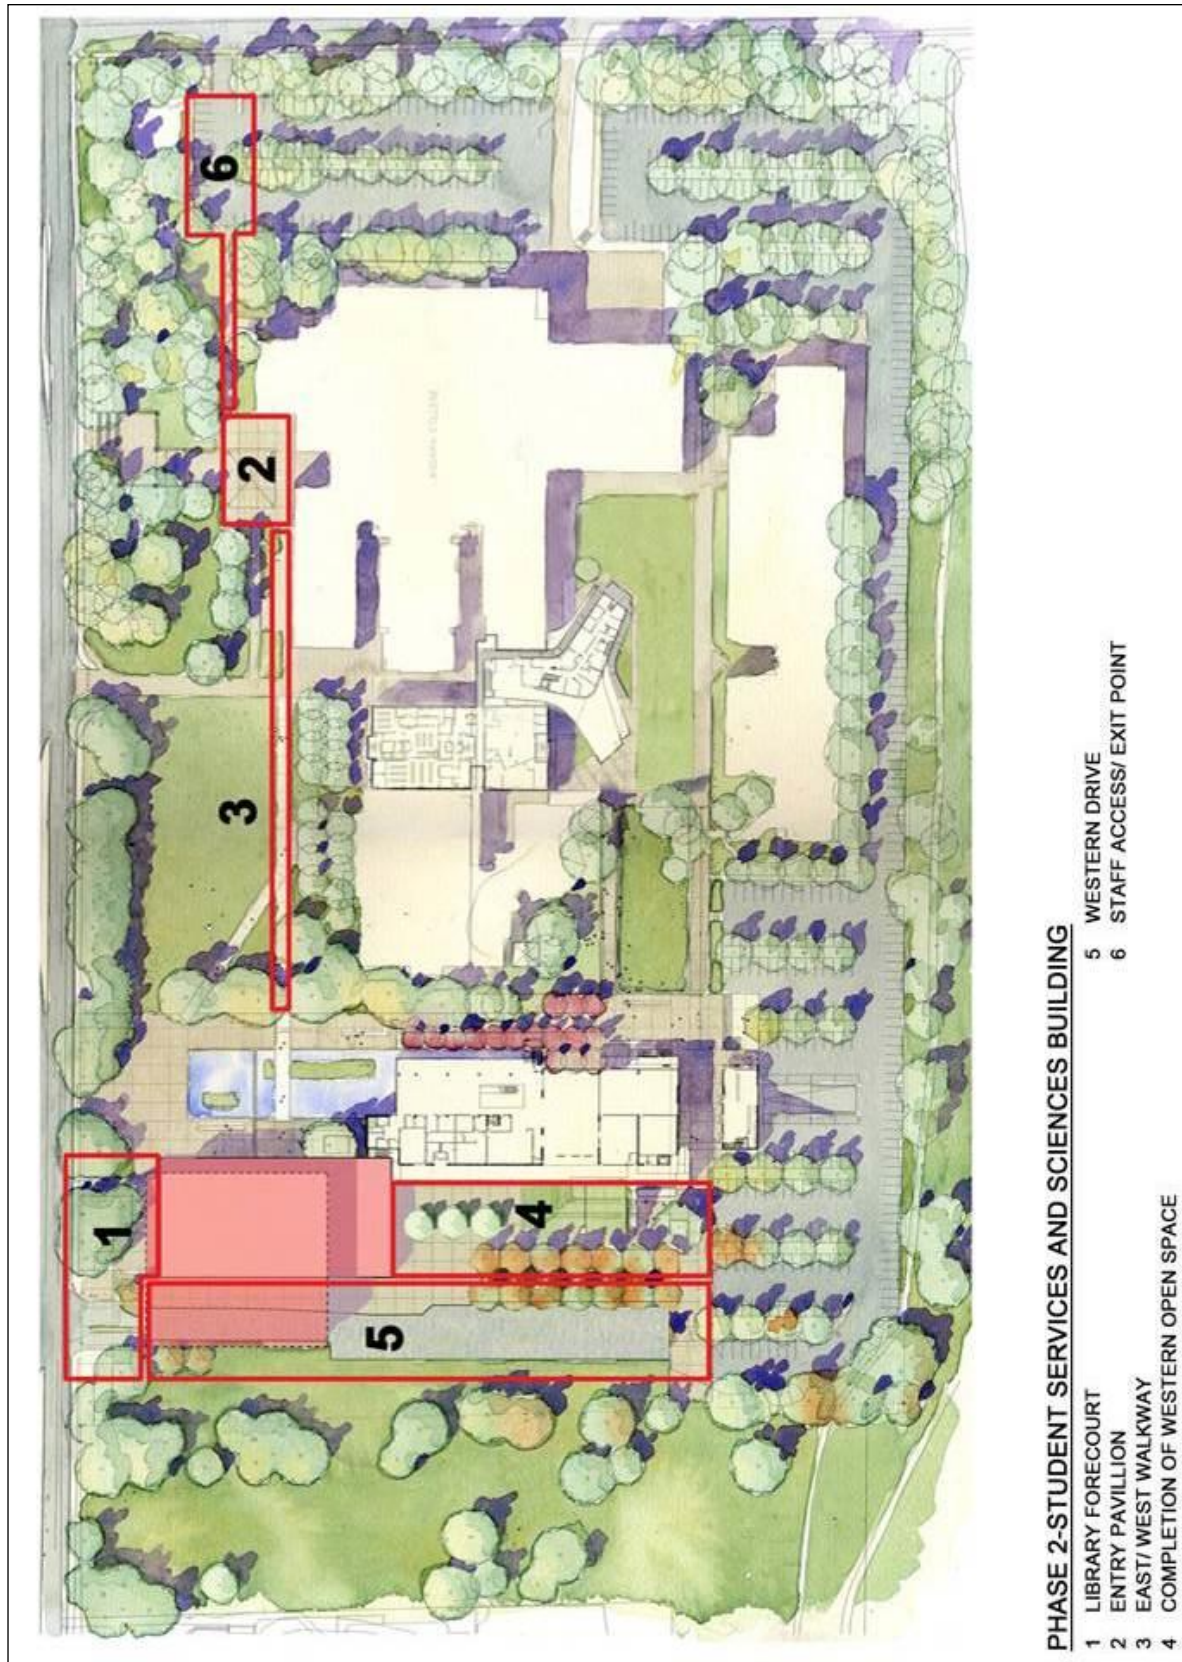 1
2
3
4
5
6
PHASE 2-STUDENT SERVICES AND SCIENCES BUILDING
1 LIBRARY FORECOURT
2 ENTRY PAVILLION
3 EAST/ WEST WALKWAY
4 COMPLETION OF WESTERN OPEN SPACE
5 WESTERN DRIVE
6 STAFF ACCESS/ EXIT POINT